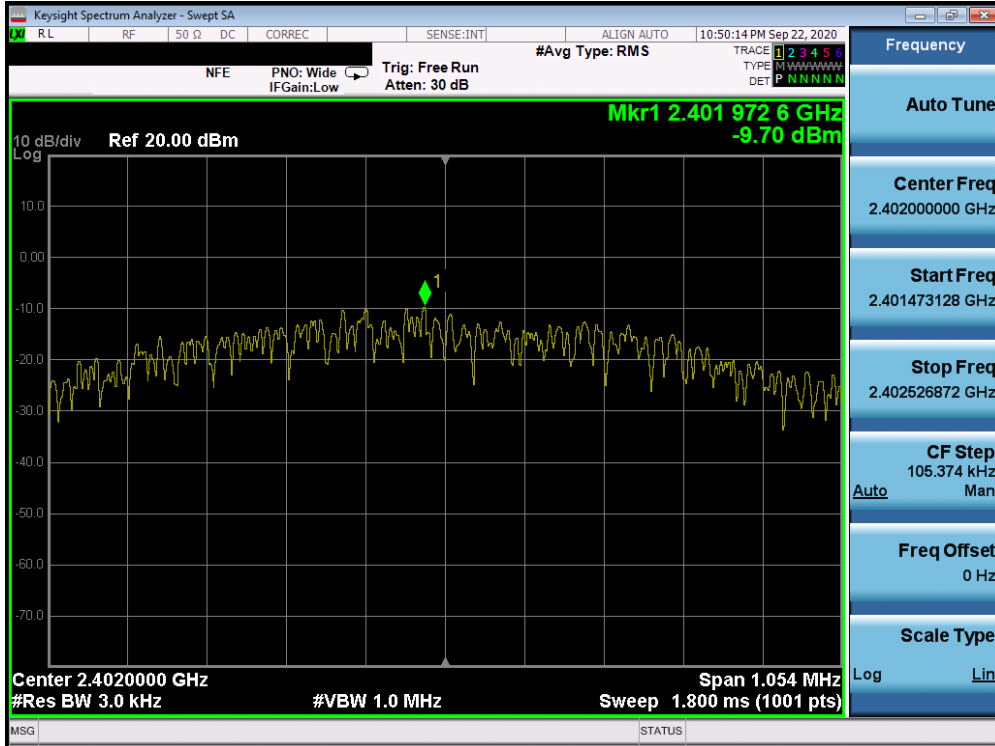 Keysight Spectrum Analyzer - Swept SA
LXI RL RF 50 Ω DC CORREC SENSE:INT ALIGN AUTO 10:50:14 PM Sep 22, 2020
NFE PNO: Wide Trig: Free Run #Avg Type: RMS TRACE 1 2 3 4 5 6
IFGain:Low Atten: 30 dB TYPE M WWWWW
DET P N N N N N
Mkr1 2.401 972 6 GHz
-9.70 dBm
10 dB/div Ref 20.00 dBm
Log
10.0
0.00
1
-10.0
-20.0
-30.0
-40.0
-50.0
-60.0
-70.0
Center 2.4020000 GHz Span 1.054 MHz
#Res BW 3.0 kHz #VBW 1.0 MHz Sweep 1.800 ms (1001 pts)
MSG STATUS
Frequency
Auto Tune
Center Freq
2.402000000 GHz
Start Freq
2.401473128 GHz
Stop Freq
2.402526872 GHz
CF Step
105.374 kHz
Auto Man
Freq Offset
0 Hz
Scale Type
Log Lin